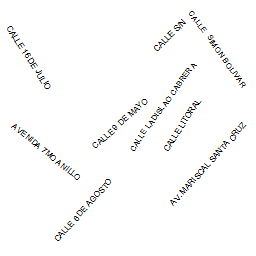 CALLE 16 DE JULIO
CALLE S/N
CALLE SIMON BOLIVAR
CALLE 9 DE MAYO
CALLE LADISLAO CABRERA
CALLE LITORAL
AVENIDA 7MO ANILLO
AV. MARISCAL SANTA CRUZ
CALLE 6 DE AGOSTO